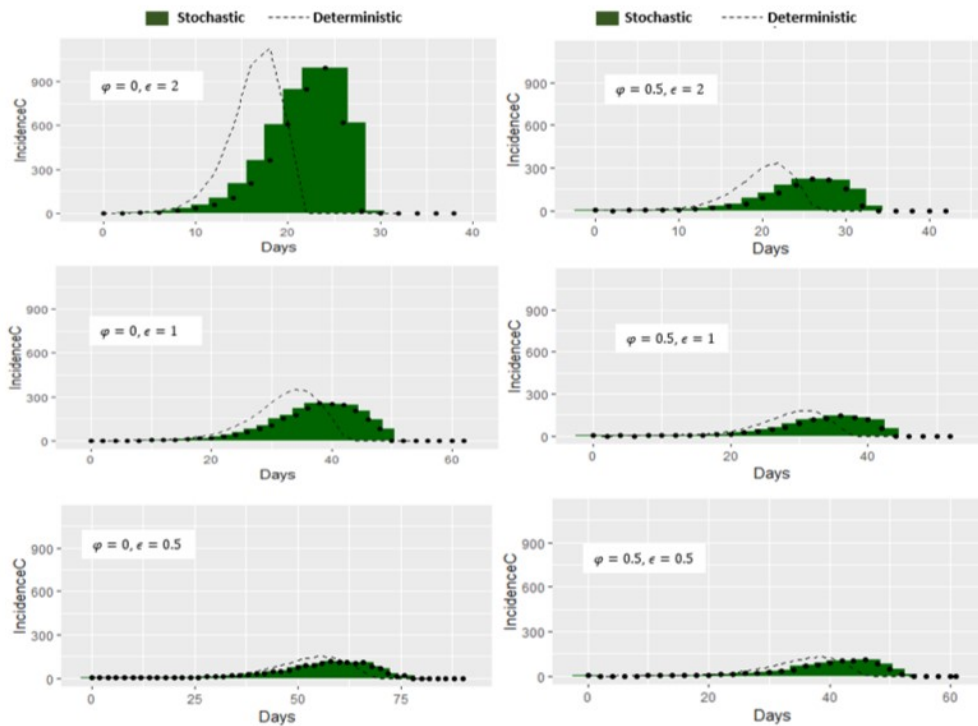 Stochastic Deterministic Stochastic Deterministic
IncidenceC
900
600
300
0
φ = 0, ϵ = 2
0 10 20 30 40
Days
IncidenceC
900
600
300
0
φ = 0.5, ϵ = 2
0 10 20 30 40
Days
IncidenceC
900
600
300
0
φ = 0, ϵ = 1
0 20 40 60
Days
IncidenceC
900
600
300
0
φ = 0.5, ϵ = 1
0 20 40
Days
IncidenceC
900
600
300
0
φ = 0, ϵ = 0.5
0 25 50 75
Days
IncidenceC
900
600
300
0
φ = 0.5, ϵ = 0.5
0 20 40 60
Days